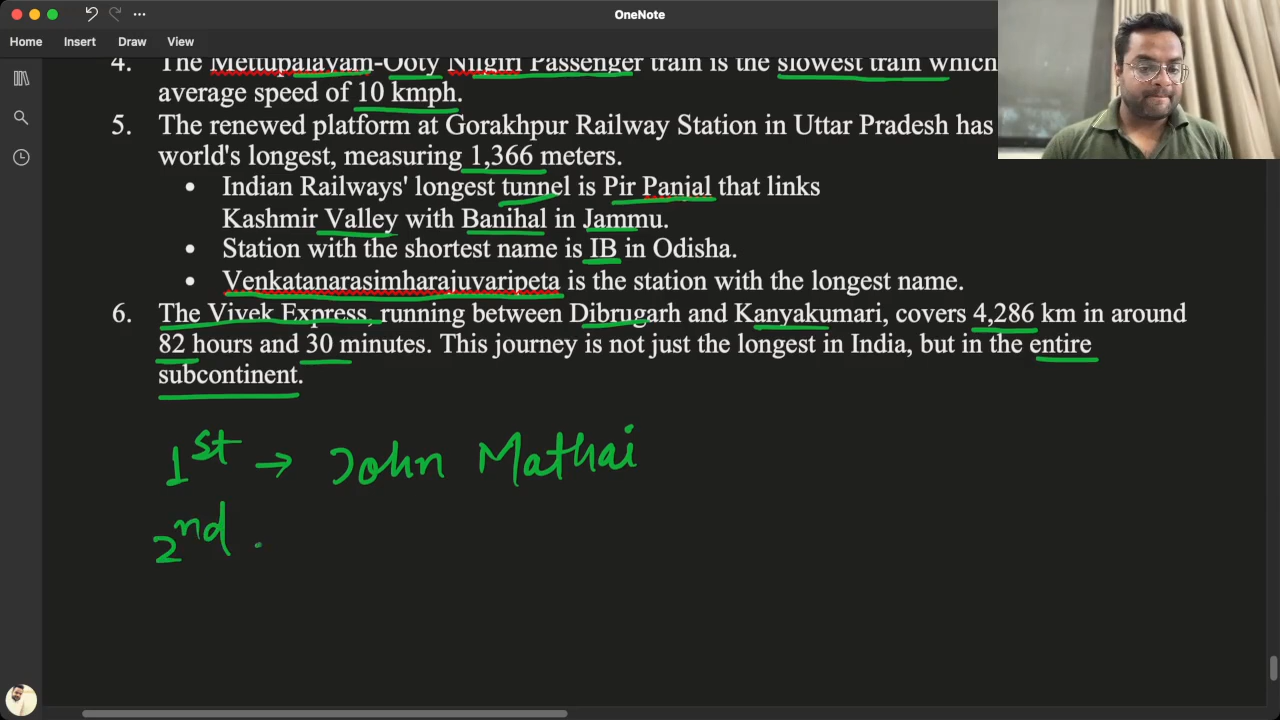 OneNote
Home Insert Draw View
4. The Mettupalayam-Ooty Nilgiri Passenger train is the slowest train which
average speed of 10 kmph.
5. The renewed platform at Gorakhpur Railway Station in Uttar Pradesh has
world's longest, measuring 1,366 meters.
• Indian Railways' longest tunnel is Pir Panjal that links
Kashmir Valley with Banihal in Jammu.
• Station with the shortest name is IB in Odisha.
• Venkatanarasimharajuvaripeta is the station with the longest name.
6. The Vivek Express, running between Dibrugarh and Kanyakumari, covers 4,286 km in around
82 hours and 30 minutes. This journey is not just the longest in India, but in the entire
subcontinent.
1st → John Mathai
2nd